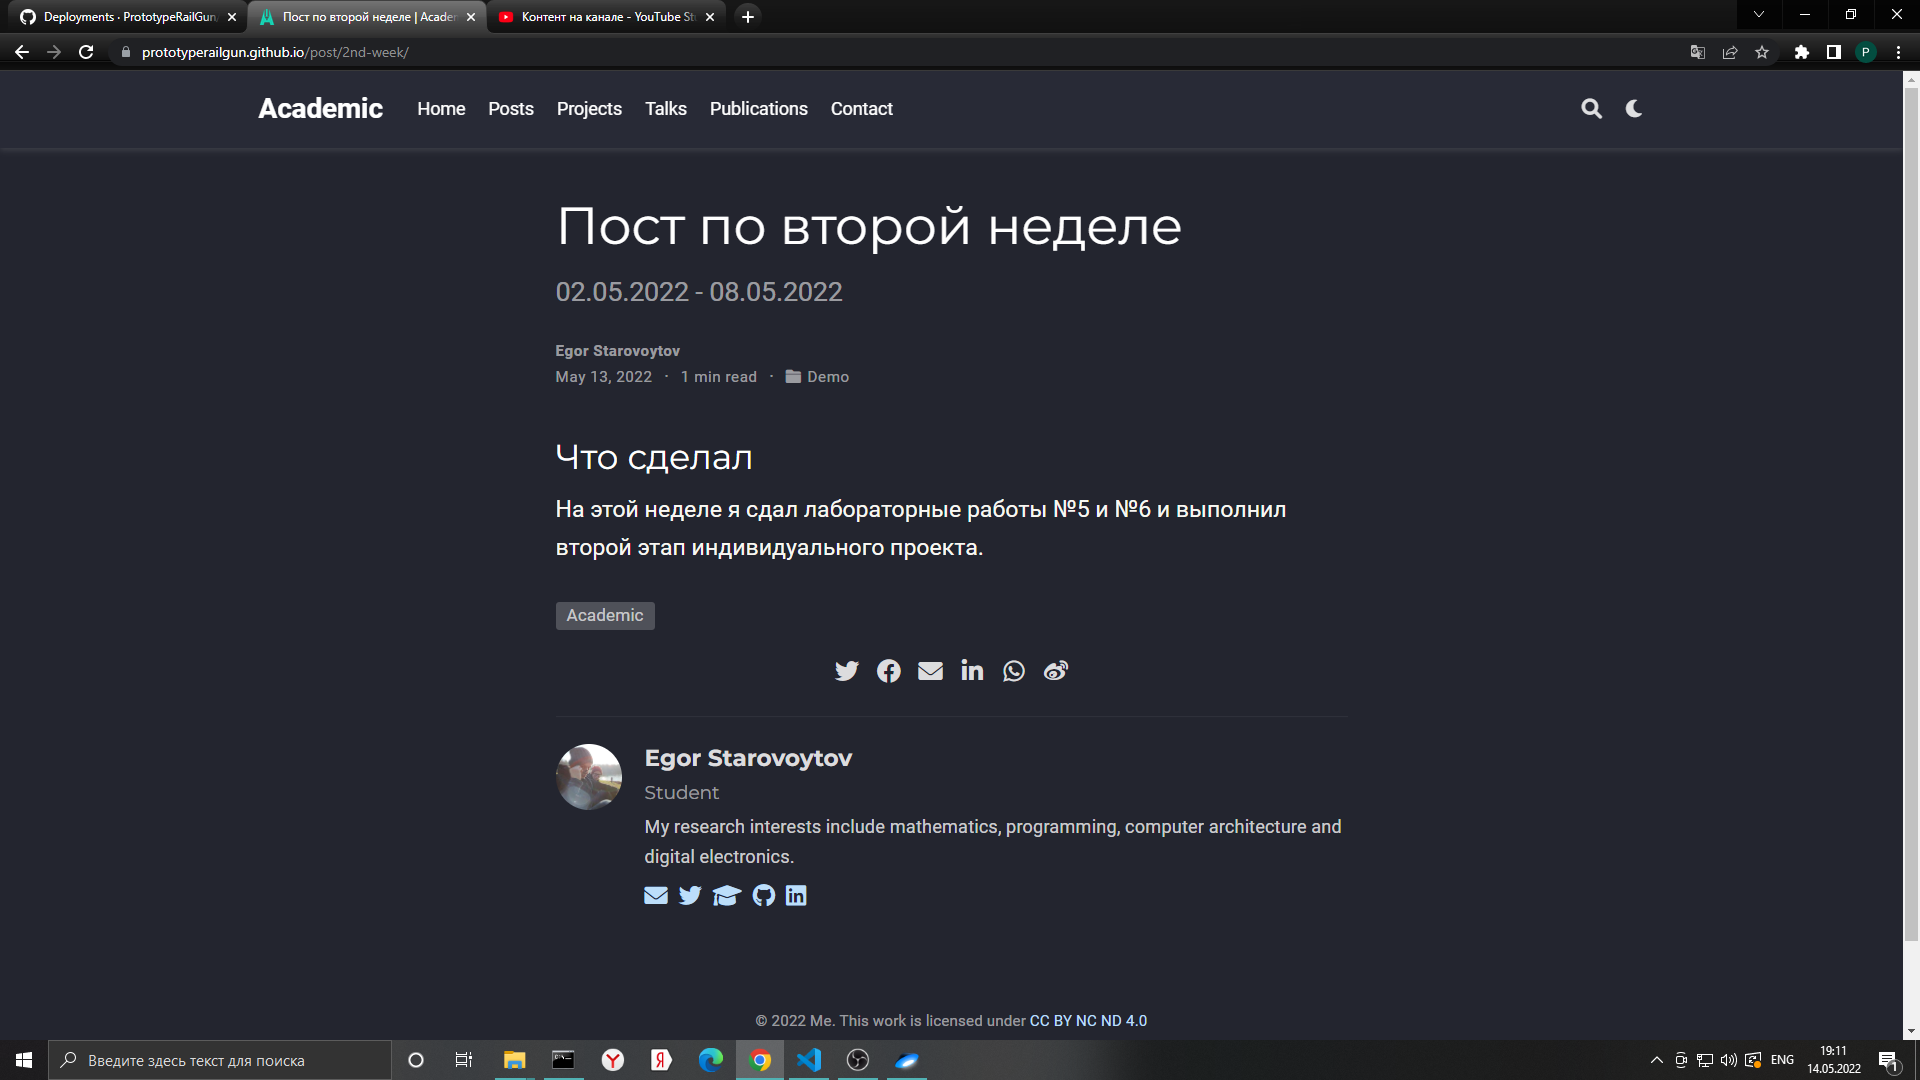 Deployments · PrototypeRailGun
Пост по второй неделе | Acader
Контент на канале - YouTube St
prototyperailgun.github.io/post/2nd-week/
P
Academic Home Posts Projects Talks Publications Contact
Пост по второй неделе
02.05.2022 - 08.05.2022
Egor Starovoytov
May 13, 2022 · 1 min read · Demo
Что сделал
На этой неделе я сдал лабораторные работы №5 и №6 и выполнил
второй этап индивидуального проекта.
Academic
Egor Starovoytov
Student
My research interests include mathematics, programming, computer architecture and
digital electronics.
© 2022 Me. This work is licensed under CC BY NC ND 4.0
Введите здесь текст для поиска
ENG
19:11
14.05.2022
1